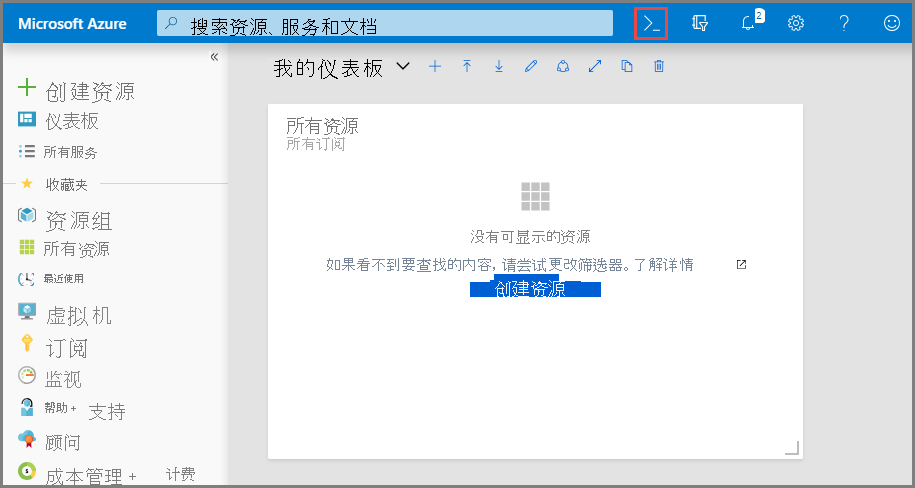 Microsoft Azure
搜索资源、服务和文档
2
«
我的仪表板
创建资源
仪表板
所有服务
收藏夹
资源组
所有资源
最近使用
虚拟机
订阅
监视
帮助 + 支持
顾问
成本管理 + 计费
所有资源
所有订阅
没有可显示的资源
如果看不到要查找的内容, 请尝试更改筛选器。了解详情
创建资源